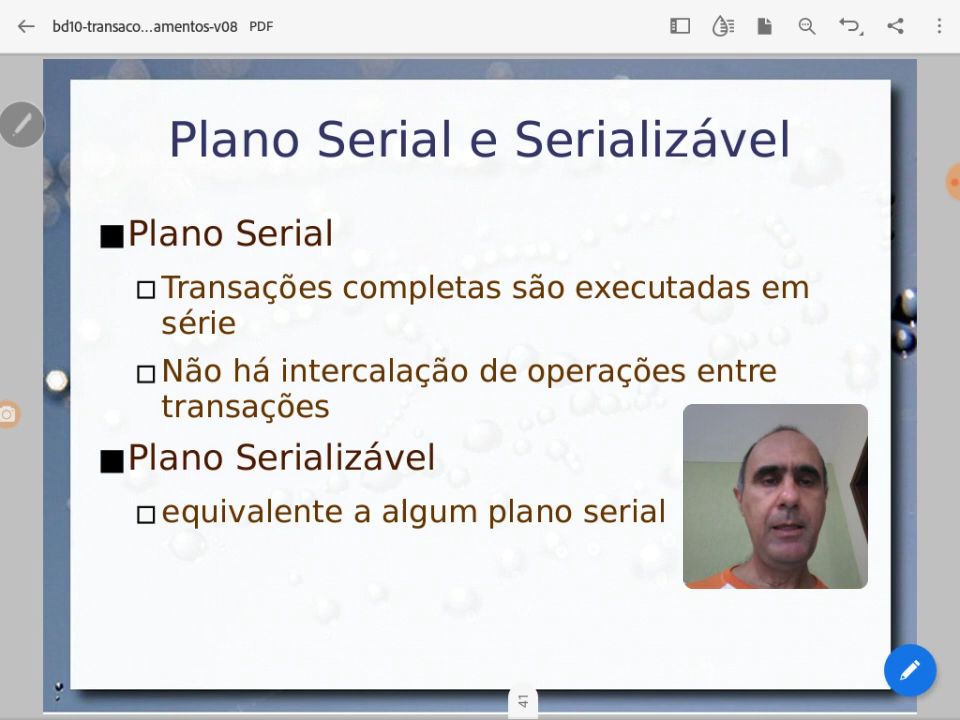 bd10-transaco...amentos-v08 PDF
Plano Serial e Serializável
Plano Serial
Transações completas são executadas em
série
Não há intercalação de operações entre
transações
Plano Serializável
equivalente a algum plano serial
41